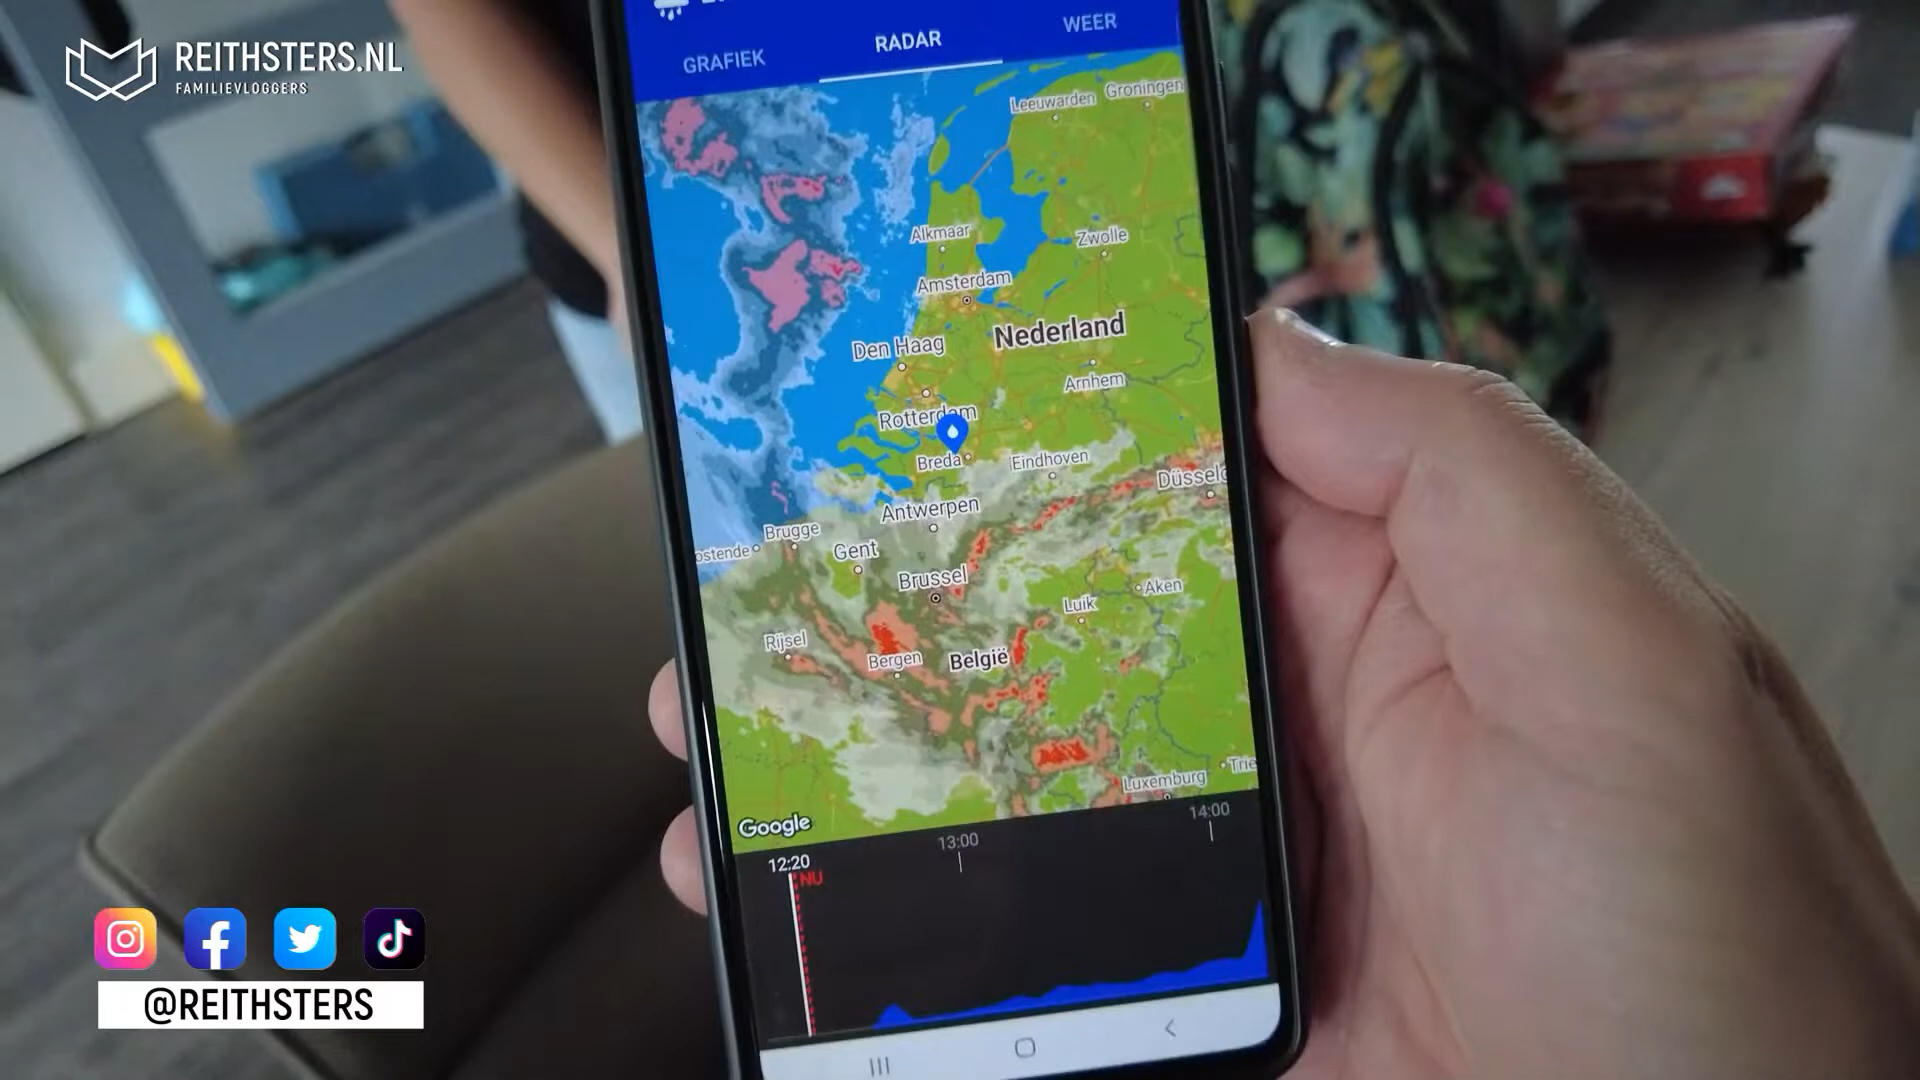 REITHSTERS.NL
FAMILIEVLOGGERS
GRAFIEK
RADAR
WEER
Leeuwarden
Groningen
Alkmaar
Zwolle
Amsterdam
Nederland
Den Haag
Arnhem
Rotterdam
Breda
Eindhoven
Düsseld
Antwerpen
Brugge
ostende
Gent
Brussel
Aken
Luik
Rijsel
Bergen
België
Luxemburg
Trie
Google
12:20
13:00
14:00
NU
@REITHSTERS